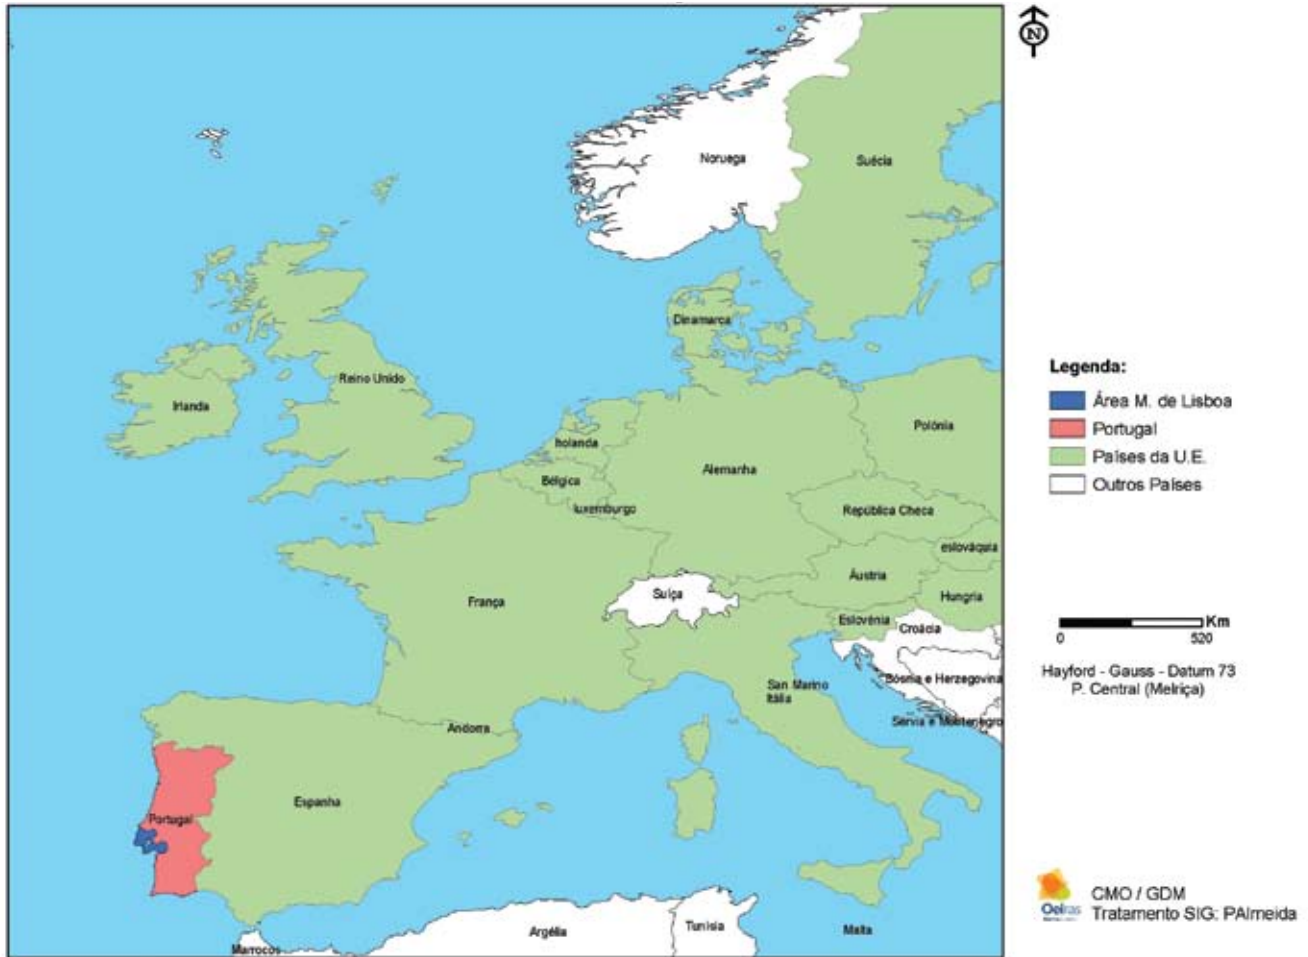 N
Noruega
Suécia
Dinamarca
Reino Unido
Irlanda
holanda
Polónia
Bélgica
Alemanha
luxemburgo
República Checa
eslováquia
Áustria
Hungria
Suíça
França
Eslovénia
Croácia
Bósnia e Herzegovina
San Marino
Itália
Sérvia e Montenegro
Andorra
Espanha
Portugal
Argélia
Tunisia
Malta
Marrocos
Legenda:
Área M. de Lisboa
Portugal
Países da U.E.
Outros Países
Km
0 520
Hayford - Gauss - Datum 73
P. Central (Melriça)
Oeiras
CMO / GDM
Tratamento SIG: PAlmeida